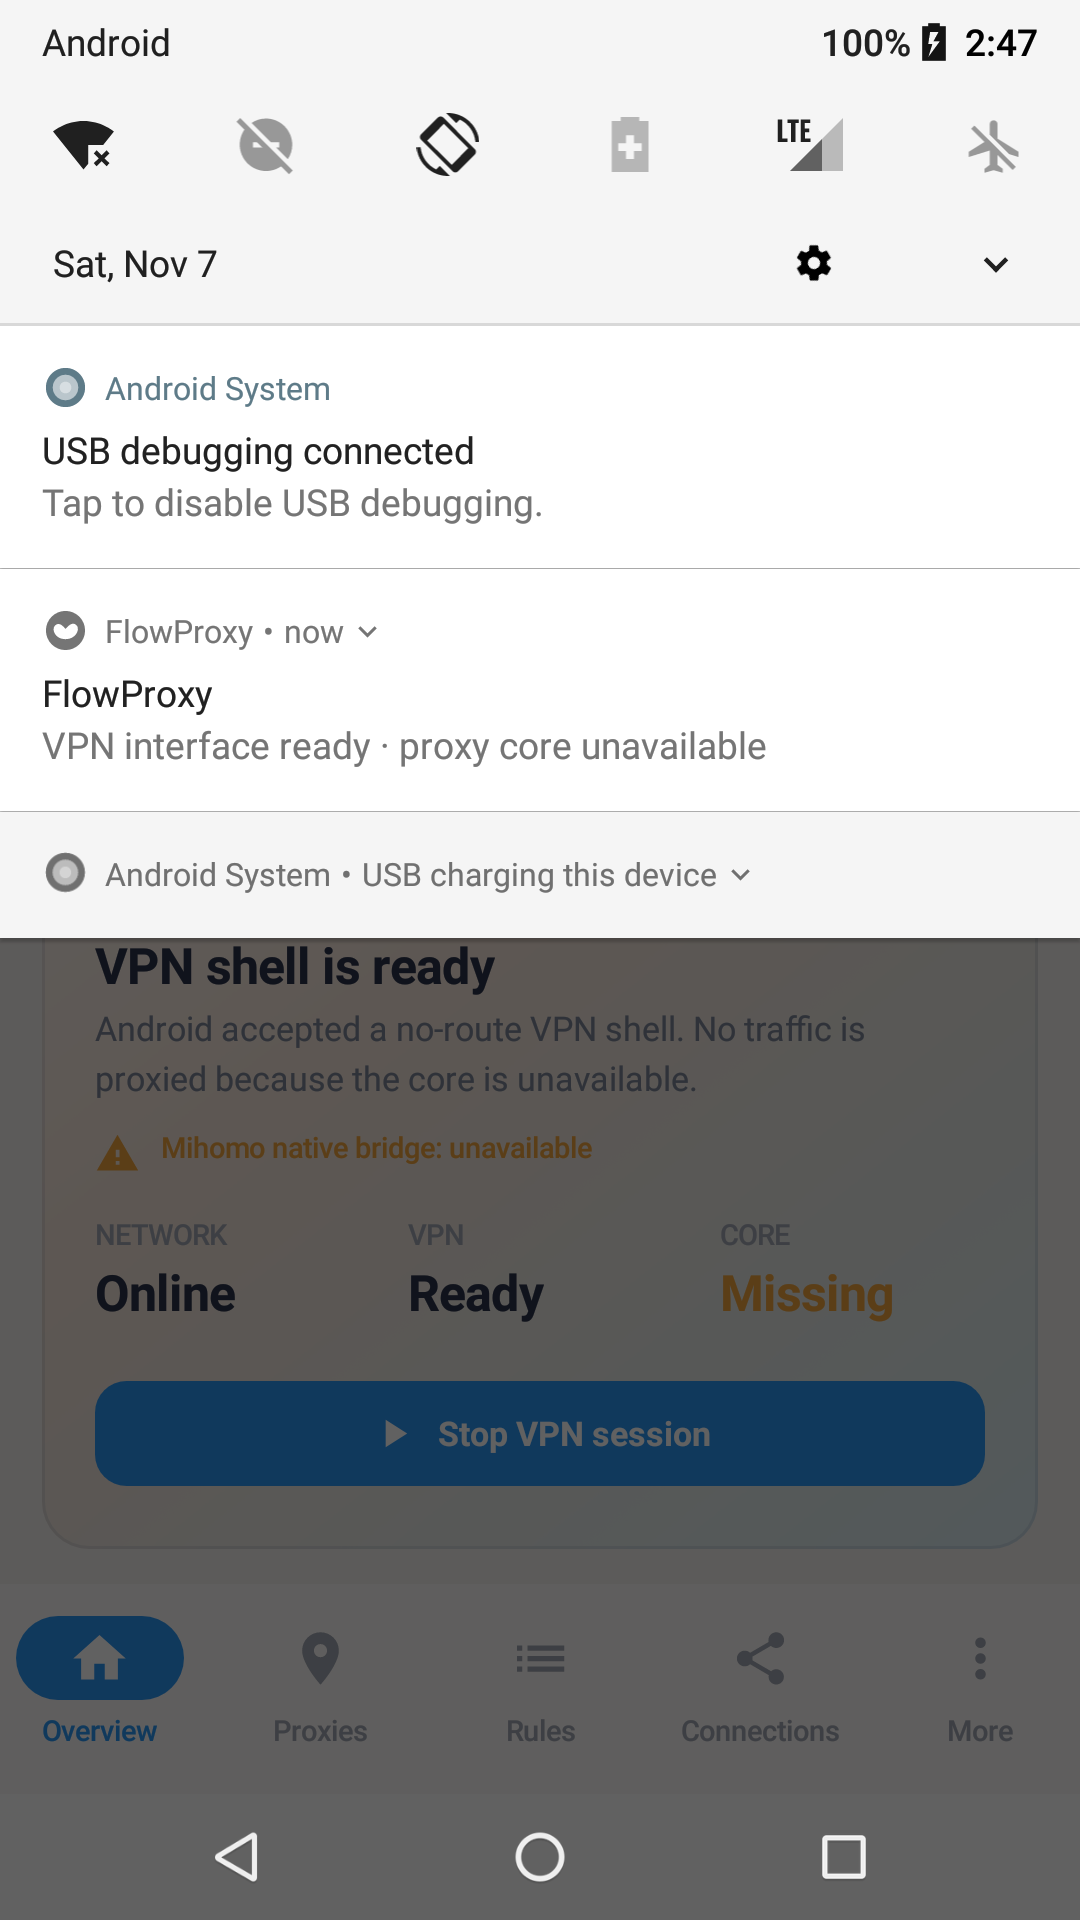 Android
100% 2:47
LTE
Sat, Nov 7
Android System
USB debugging connected
Tap to disable USB debugging.
FlowProxy • now
FlowProxy
VPN interface ready · proxy core unavailable
Android System • USB charging this device
VPN shell is ready
Android accepted a no-route VPN shell. No traffic is
proxied because the core is unavailable.
Mihomo native bridge: unavailable
NETWORK VPN CORE
Online Ready Missing
Stop VPN session
Overview Proxies Rules Connections More